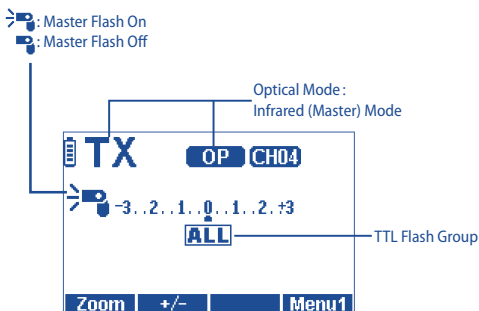 : Master Flash On
: Master Flash Off
Optical Mode :
Infrared (Master) Mode
TX OP CH04
-3..2..1..0..1..2.+3
ALL
TTL Flash Group
Zoom +/- Menu1